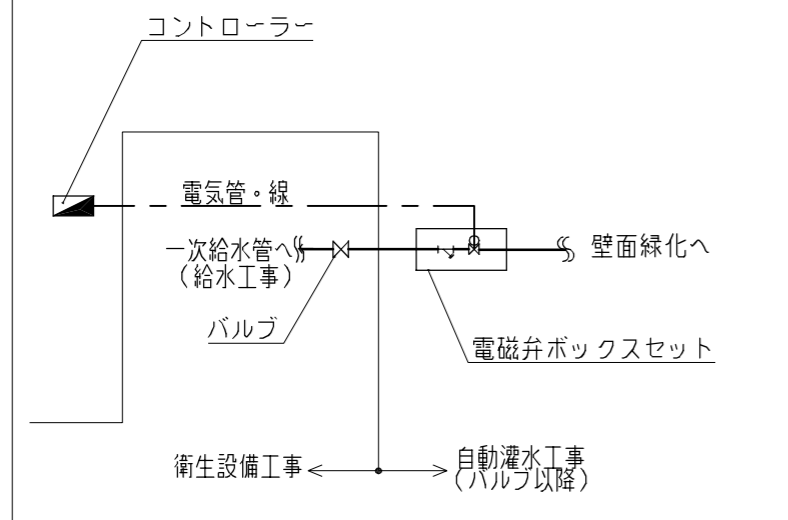 コントローラー
電気管・線
一次給水管へ
（給水工事）
壁面緑化へ
バルブ
電磁弁ボックスセット
衛生設備工事
自動灌水工事
（バルブ以降）